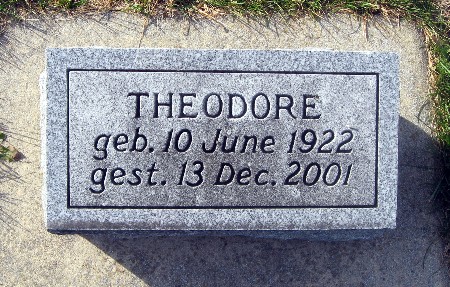 THEODORE
geb. 10 June 1922
gest. 13 Dec. 2001